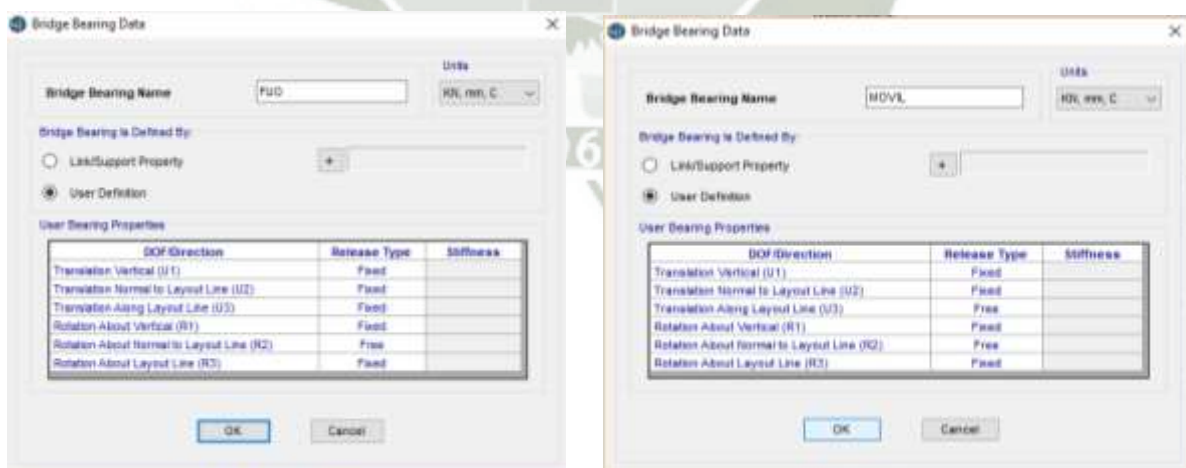 Bridge Bearing Data
Units
Bridge Bearing Name
FIJO
KN, mm, C
Bridge Bearing Is Defined By:
Link/Support Property
+
User Definition
User Bearing Properties
DOF/Direction Release Type Stiffness
Translation Vertical (U1) Fixed
Translation Normal to Layout Line (U2) Fixed
Translation Along Layout Line (U3) Fixed
Rotation About Vertical (R1) Fixed
Rotation About Normal to Layout Line (R2) Free
Rotation About Layout Line (R3) Fixed
OK Cancel
Bridge Bearing Data
Units
Bridge Bearing Name
MOVIL
KN, mm, C
Bridge Bearing Is Defined By:
Link/Support Property
+
User Definition
User Bearing Properties
DOF/Direction Release Type Stiffness
Translation Vertical (U1) Fixed
Translation Normal to Layout Line (U2) Fixed
Translation Along Layout Line (U3) Free
Rotation About Vertical (R1) Fixed
Rotation About Normal to Layout Line (R2) Free
Rotation About Layout Line (R3) Fixed
OK Cancel